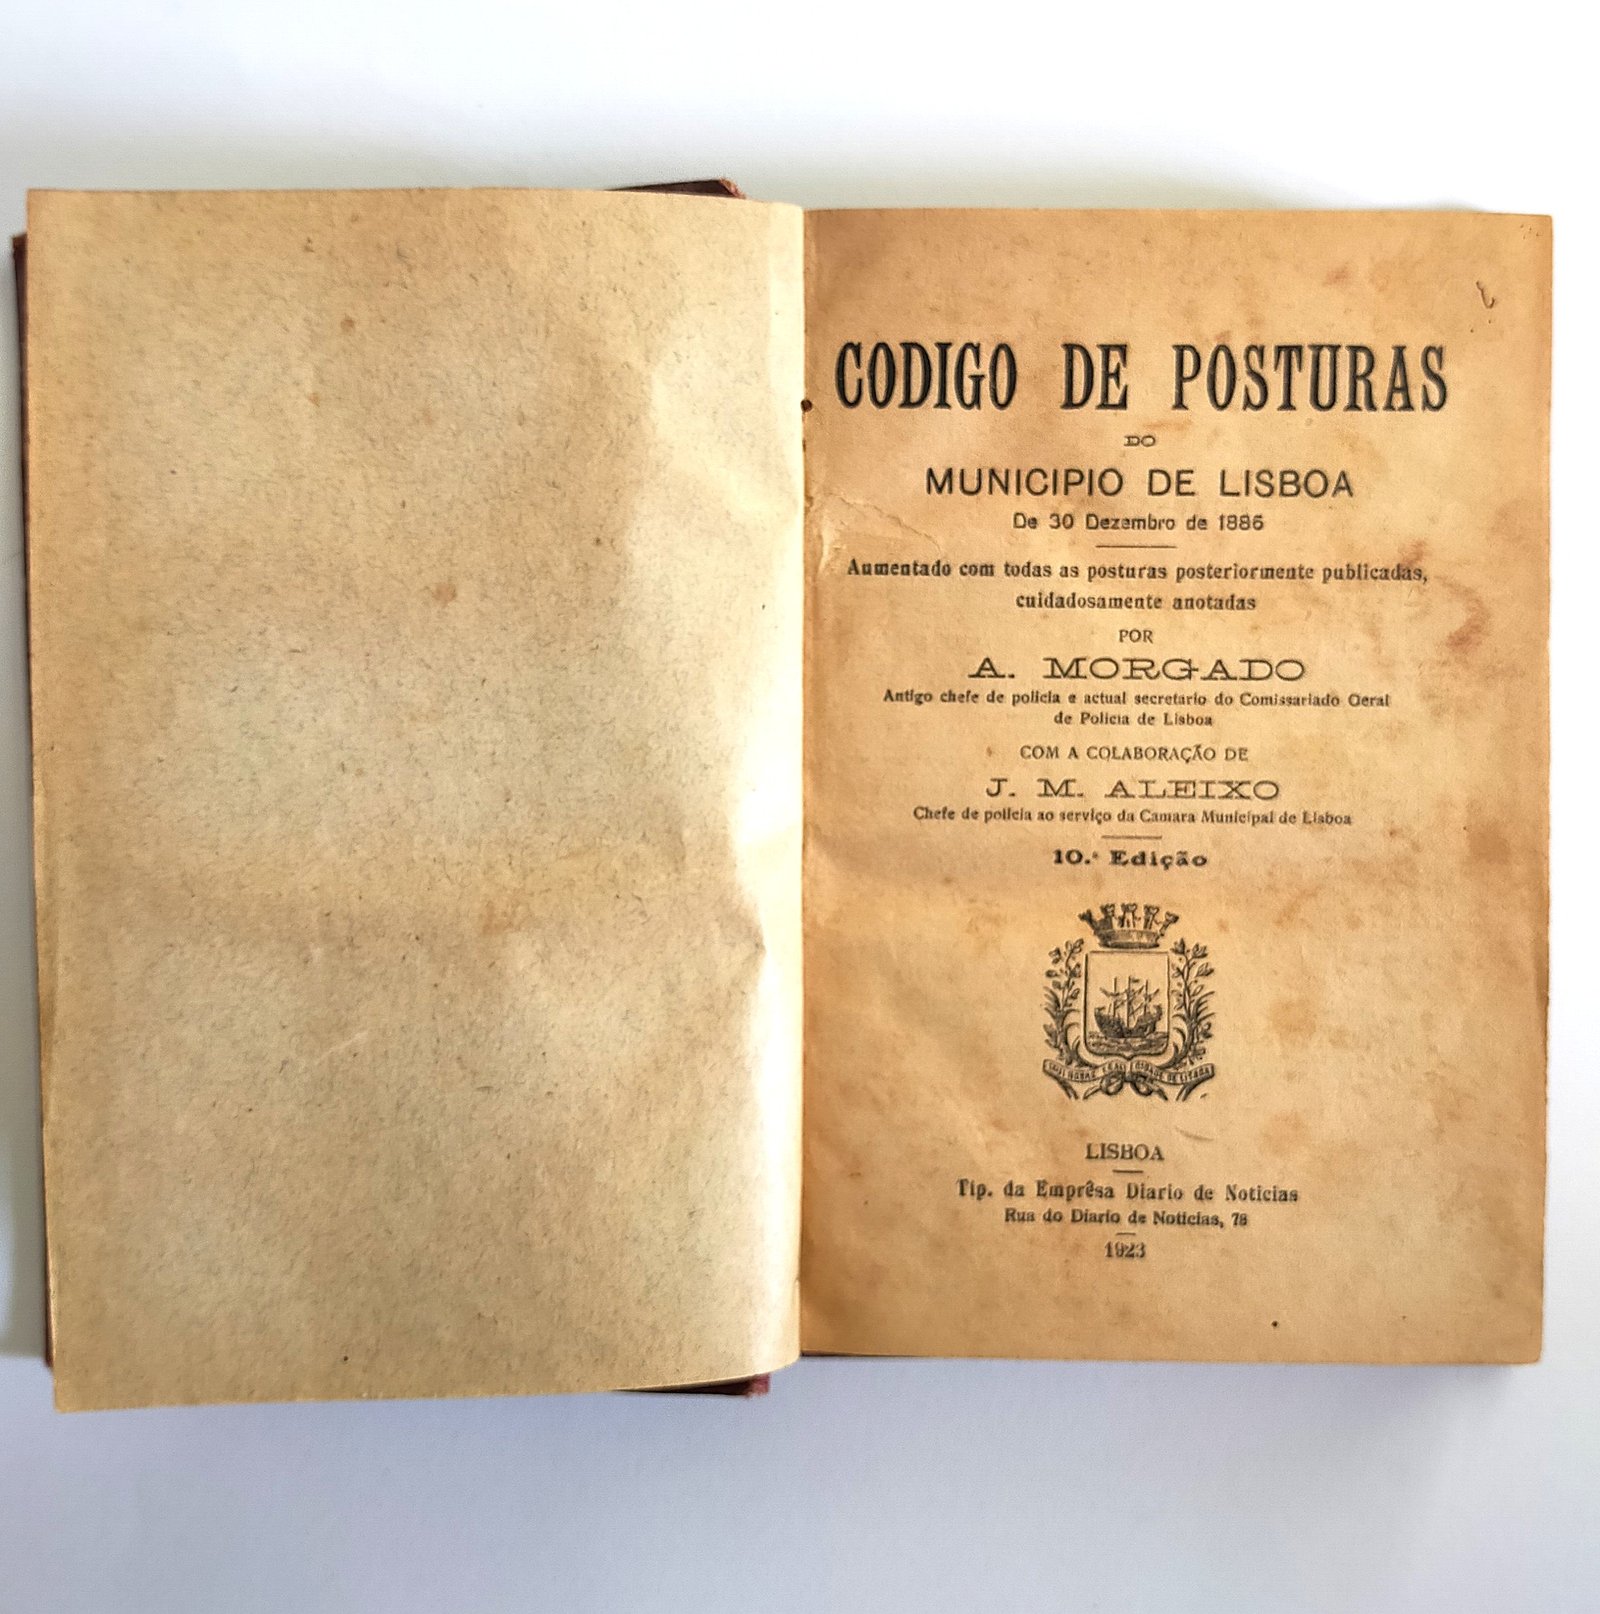 CODIGO DE POSTURAS
DO
MUNICIPIO DE LISBOA
De 30 Dezembro de 1886
Aumentado com todas as posturas posteriormente publicadas,
cuidadosamente anotadas
POR
A. MORGADO
Antigo chefe de policia e actual secretario do Comissariado Geral
de Policia de Lisboa
COM A COLABORAÇÃO DE
J. M. ALEIXO
Chefe de policia ao serviço da Camara Municipal de Lisboa
10.ª Edição
CIDADE DE LISBOA
LISBOA
Tip. da Emprêsa Diario de Noticias
Rua do Diario de Noticias, 78
1923